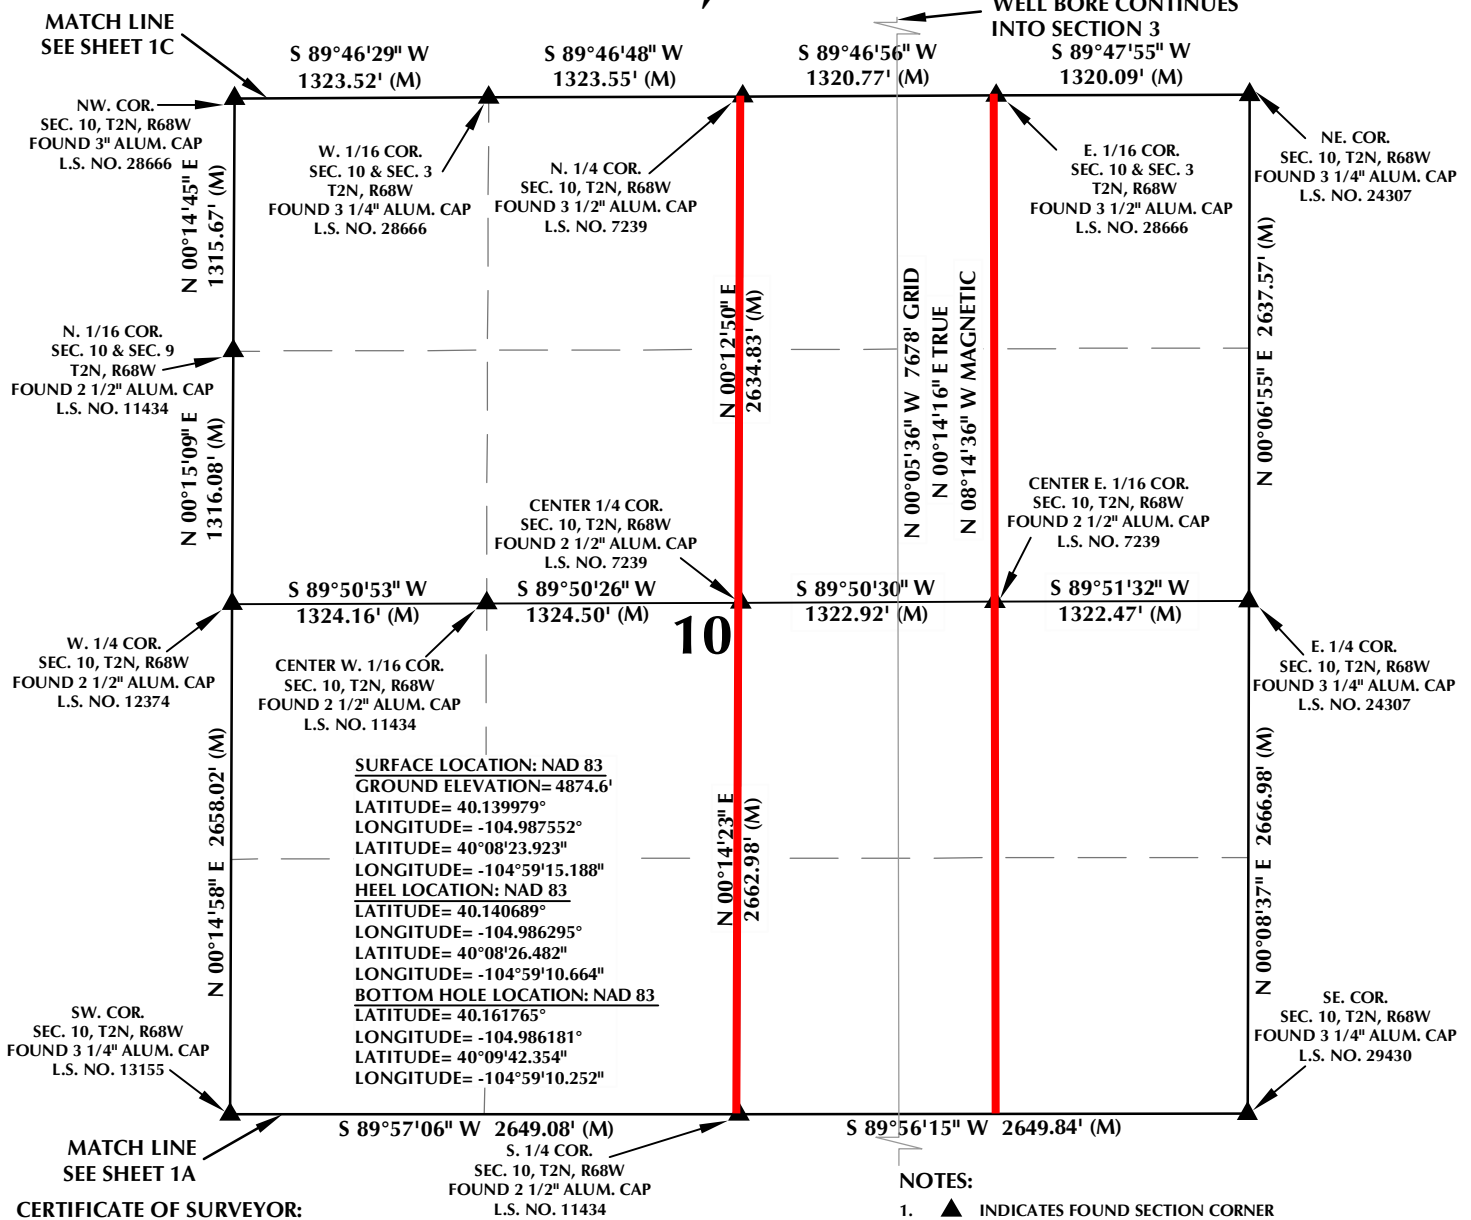 WELL BORE CONTINUES
INTO SECTION 3
MATCH LINE
SEE SHEET 1C
S 89°46'29" W
1323.52' (M)
S 89°46'48" W
1323.55' (M)
S 89°46'56" W
1320.77' (M)
S 89°47'55" W
1320.09' (M)
NW. COR.
SEC. 10, T2N, R68W
FOUND 3" ALUM. CAP
L.S. NO. 28666
W. 1/16 COR.
SEC. 10 & SEC. 3
T2N, R68W
FOUND 3 1/4" ALUM. CAP
L.S. NO. 28666
N. 1/4 COR.
SEC. 10, T2N, R68W
FOUND 3 1/2" ALUM. CAP
L.S. NO. 7239
E. 1/16 COR.
SEC. 10 & SEC. 3
T2N, R68W
FOUND 3 1/2" ALUM. CAP
L.S. NO. 28666
NE. COR.
SEC. 10, T2N, R68W
FOUND 3 1/4" ALUM. CAP
L.S. NO. 24307
N 00°14'45" E
1315.67' (M)
N. 1/16 COR.
SEC. 10 & SEC. 9
T2N, R68W
FOUND 2 1/2" ALUM. CAP
L.S. NO. 11434
N 00°15'09" E
1316.08' (M)
N 00°12'50" E
2634.83' (M)
N 00°05'36" W 7678' GRID
N 00°14'16" E TRUE
N 08°14'36" W MAGNETIC
N 00°06'55" E 2637.57' (M)
CENTER 1/4 COR.
SEC. 10, T2N, R68W
FOUND 2 1/2" ALUM. CAP
L.S. NO. 7239
CENTER E. 1/16 COR.
SEC. 10, T2N, R68W
FOUND 2 1/2" ALUM. CAP
L.S. NO. 7239
S 89°50'53" W
1324.16' (M)
S 89°50'26" W
1324.50' (M)
S 89°50'30" W
1322.92' (M)
S 89°51'32" W
1322.47' (M)
10
W. 1/4 COR.
SEC. 10, T2N, R68W
FOUND 2 1/2" ALUM. CAP
L.S. NO. 12374
CENTER W. 1/16 COR.
SEC. 10, T2N, R68W
FOUND 2 1/2" ALUM. CAP
L.S. NO. 11434
E. 1/4 COR.
SEC. 10, T2N, R68W
FOUND 3 1/4" ALUM. CAP
L.S. NO. 24307
N 00°14'58" E 2658.02' (M)
SURFACE LOCATION: NAD 83
GROUND ELEVATION= 4874.6'
LATITUDE= 40.139979°
LONGITUDE= -104.987552°
LATITUDE= 40°08'23.923"
LONGITUDE= -104°59'15.188"
HEEL LOCATION: NAD 83
LATITUDE= 40.140689°
LONGITUDE= -104.986295°
LATITUDE= 40°08'26.482"
LONGITUDE= -104°59'10.664"
BOTTOM HOLE LOCATION: NAD 83
LATITUDE= 40.161765°
LONGITUDE= -104.986181°
LATITUDE= 40°09'42.354"
LONGITUDE= -104°59'10.252"
N 00°14'23" E
2662.98' (M)
N 00°08'37" E 2666.98' (M)
SW. COR.
SEC. 10, T2N, R68W
FOUND 3 1/4" ALUM. CAP
L.S. NO. 13155
SE. COR.
SEC. 10, T2N, R68W
FOUND 3 1/4" ALUM. CAP
L.S. NO. 29430
S 89°57'06" W 2649.08' (M)
S 89°56'15" W 2649.84' (M)
MATCH LINE
SEE SHEET 1A
S. 1/4 COR.
SEC. 10, T2N, R68W
FOUND 2 1/2" ALUM. CAP
L.S. NO. 11434
CERTIFICATE OF SURVEYOR:
NOTES:
1. ▲ INDICATES FOUND SECTION CORNER